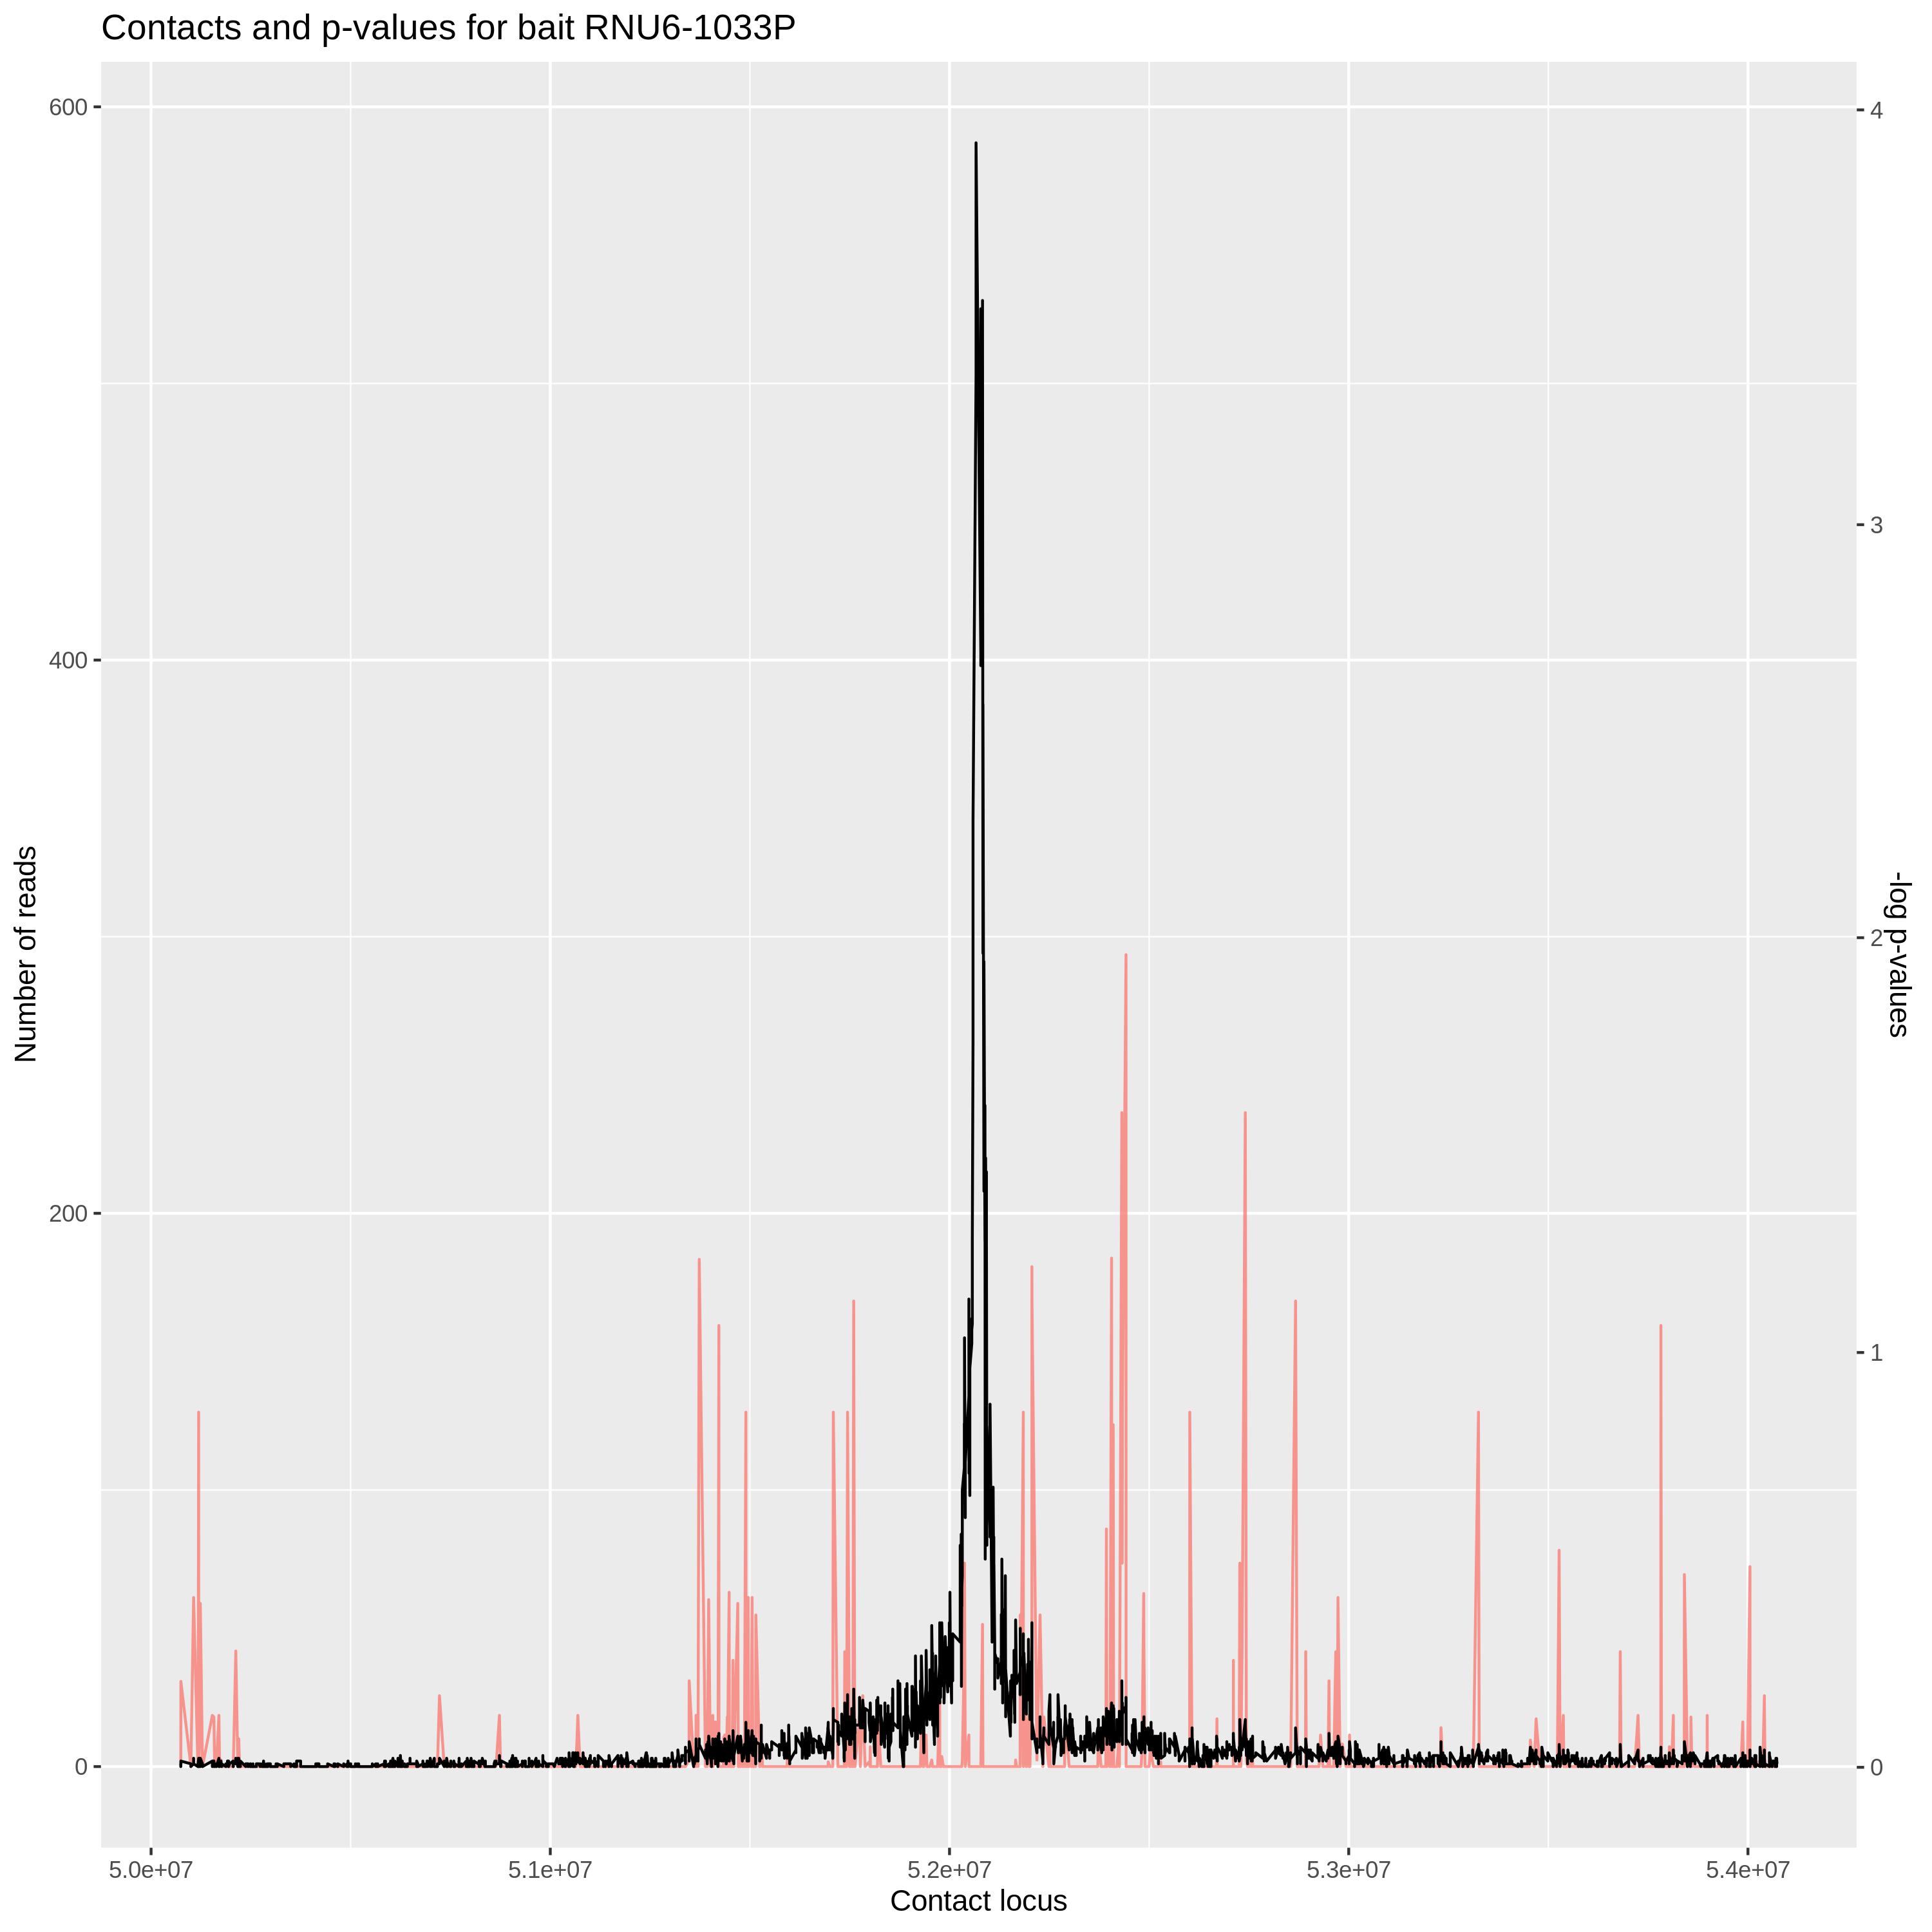 Contacts and p-values for bait RNU6-1033P
600
400
200
0
Number of reads
4
3
2
1
0
-log p-values
5.0e+07
5.1e+07
5.2e+07
5.3e+07
5.4e+07
Contact locus